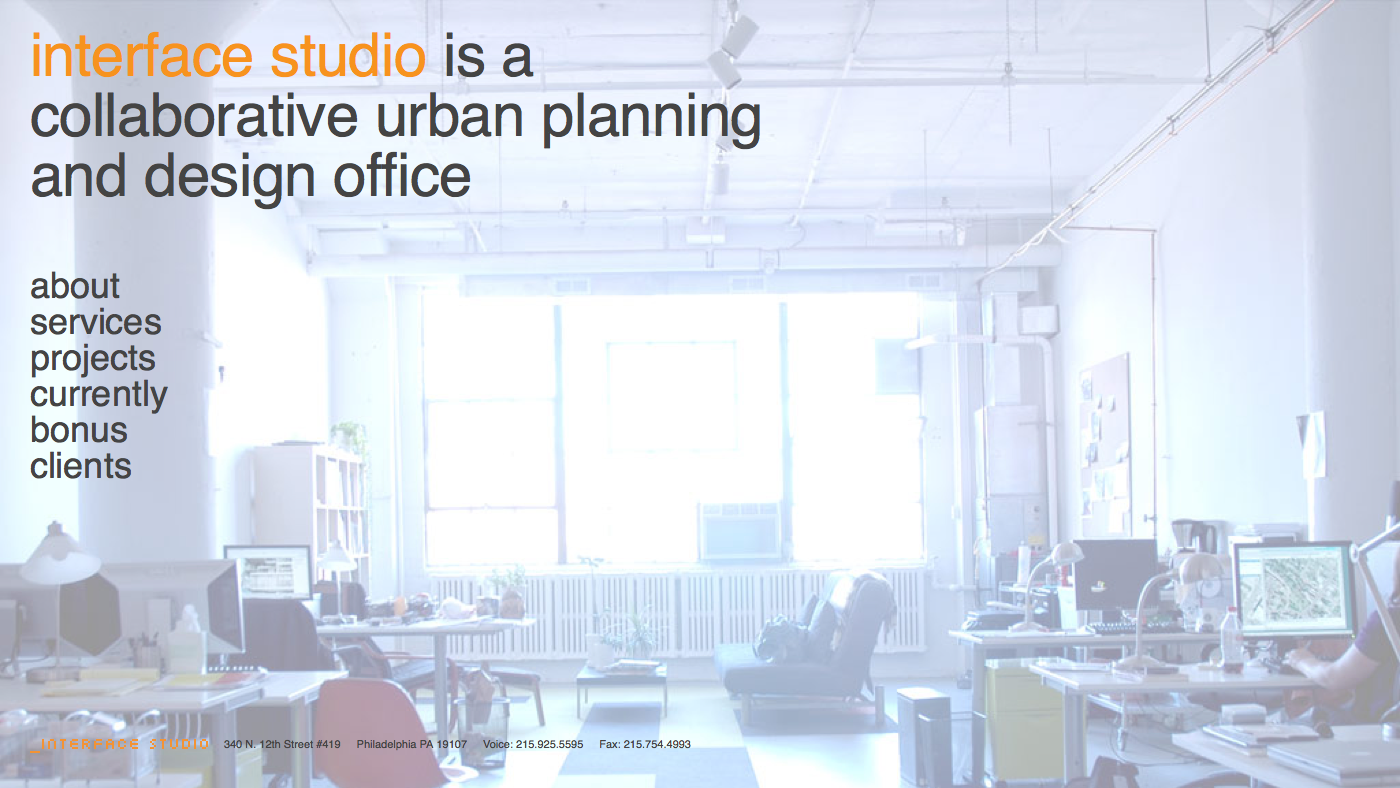 interface studio is a
collaborative urban planning
and design office
about
services
projects
currently
bonus
clients
_INTERFACE STUDIO 340 N. 12th Street #419 Philadelphia PA 19107 Voice: 215.925.5595 Fax: 215.754.4993